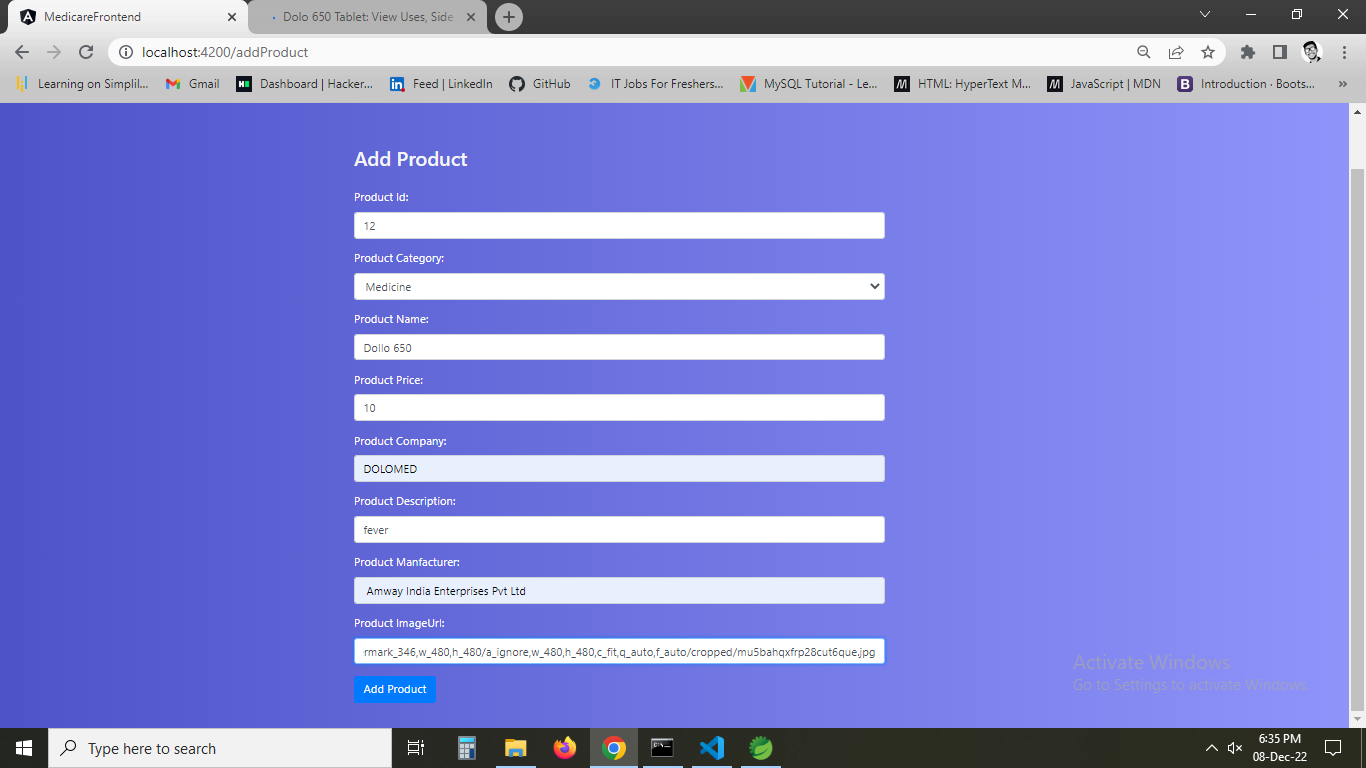 MedicareFrontend
Dolo 650 Tablet: View Uses, Side
localhost:4200/addProduct
Learning on Simplil...
Gmail
Dashboard | Hacker...
Feed | LinkedIn
GitHub
IT Jobs For Freshers...
MySQL Tutorial - Le...
HTML: HyperText M...
JavaScript | MDN
Introduction · Boots...
Add Product
Product Id:
12
Product Category:
Medicine
Product Name:
Dollo 650
Product Price:
10
Product Company:
DOLOMED
Product Description:
fever
Product Manfacturer:
Amway India Enterprises Pvt Ltd
Product ImageUrl:
rmark_346,w_480,h_480/a_ignore,w_480,h_480,c_fit,q_auto,f_auto/cropped/mu5bahqxfrp28cut6que.jpg
Add Product
Activate Windows
Go to Settings to activate Windows.
Type here to search
6:35 PM
08-Dec-22